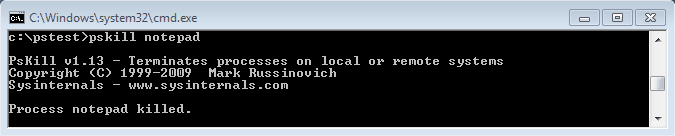 C:\Windows\system32\cmd.exe
c:\pstest>pskill notepad
PsKill v1.13 - Terminates processes on local or remote systems
Copyright (C) 1999-2009  Mark Russinovich
Sysinternals - www.sysinternals.com
Process notepad killed.